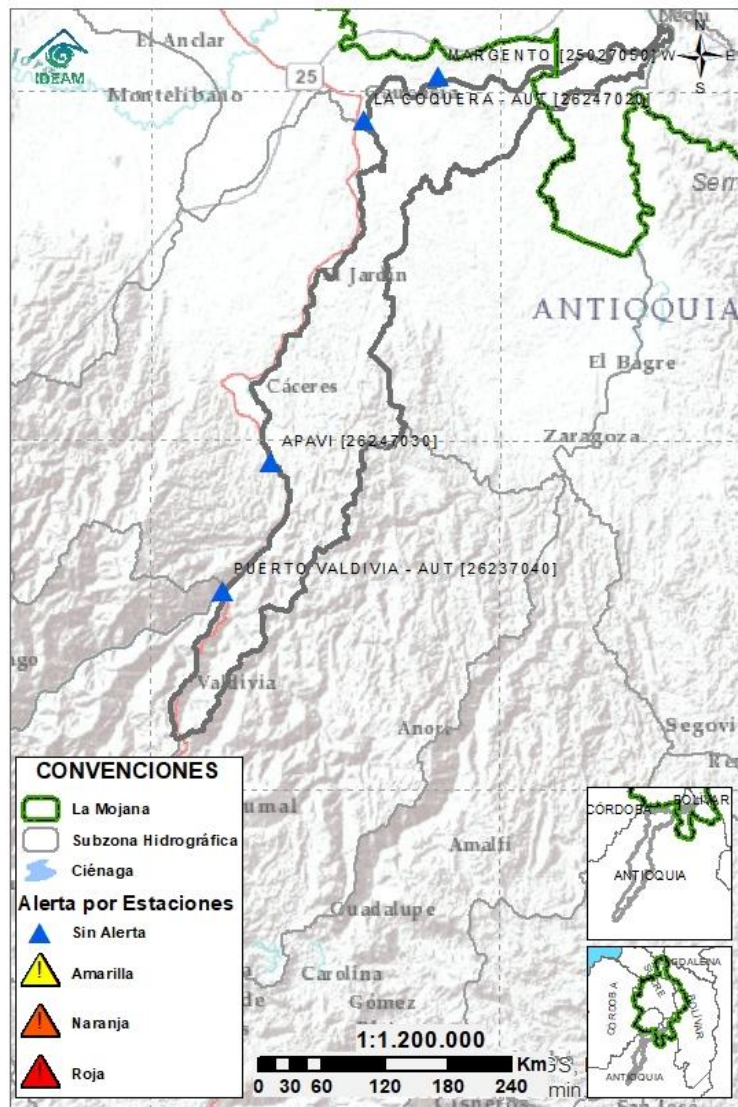 IDEAM
El Anclar
Montelíbano
25
N
W
E
S
MARGENTO [25027050]
LA COQUERA - AUT [26247020]
El Jardín
ANTIOQUIA
El Bagre
Cáceres
Zaragoza
APAVI [26247030]
PUERTO VALDIVIA - AUT [26237040]
Valdivia
Segovi
Amalfi
Guadalupe
Carolina
Gómez
Cisneros
CONVENCIONES
La Mojana
Subzona Hidrográfica
Ciénaga
Alerta por Estaciones
Sin Alerta
Amarilla
Naranja
Roja
1:1.200.000
Km
0 30 60 120 180 240
CÓRDOBA
BOLÍVAR
ANTIOQUIA
SUCRE
CÓRDOBA
BOLÍVAR
ANTIOQUIA